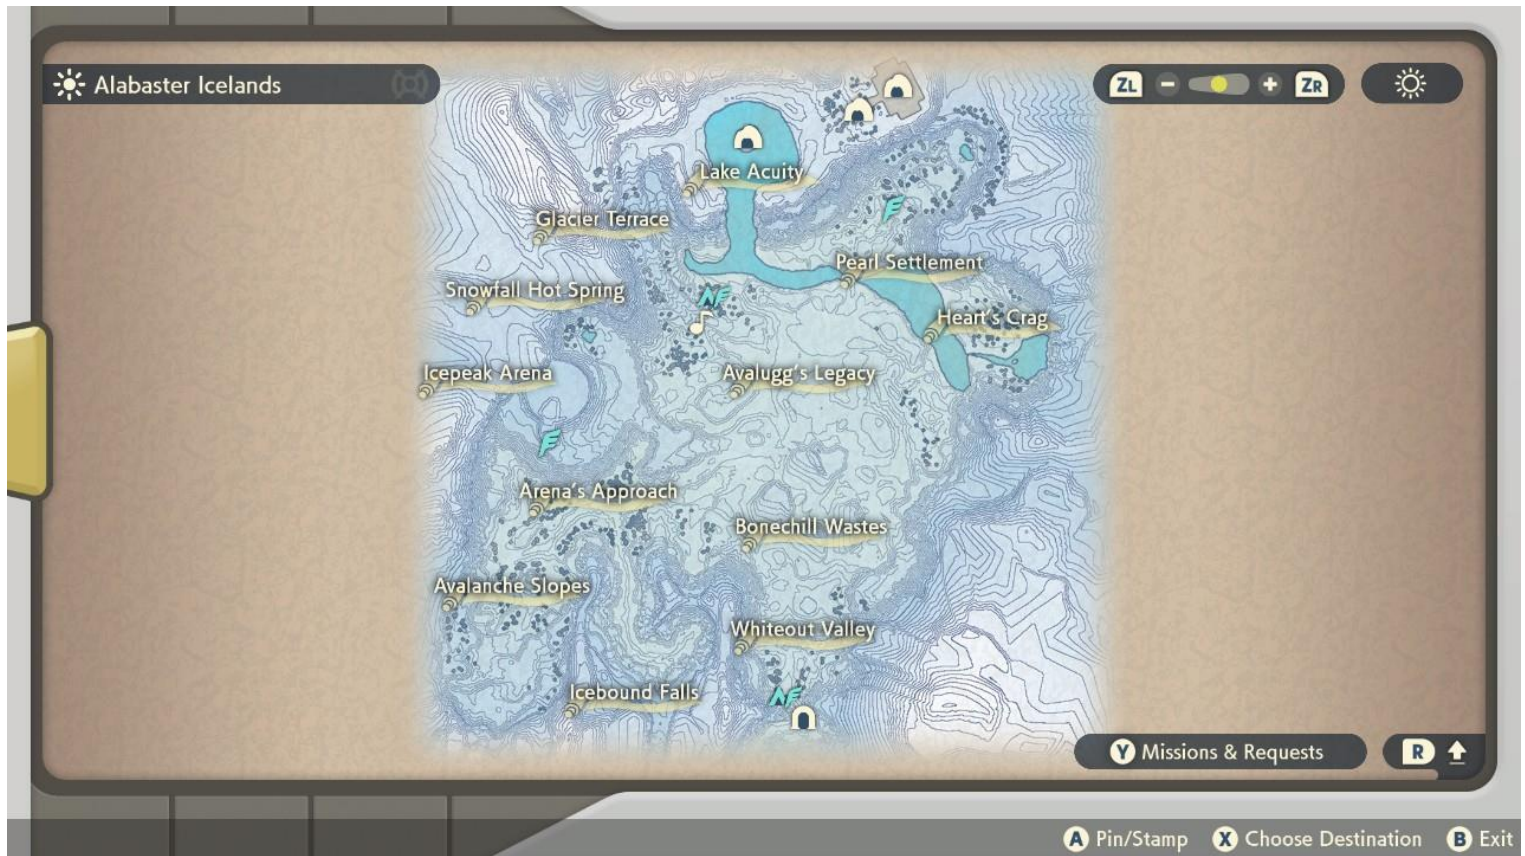 Alabaster Icelands
ZL − + ZR
Lake Acuity
Glacier Terrace
Pearl Settlement
Snowfall Hot Spring
Heart's Crag
Icepeak Arena
Avalugg's Legacy
Arena's Approach
Bonechill Wastes
Avalanche Slopes
Whiteout Valley
Icebound Falls
Y Missions & Requests
R
A Pin/Stamp X Choose Destination B Exit